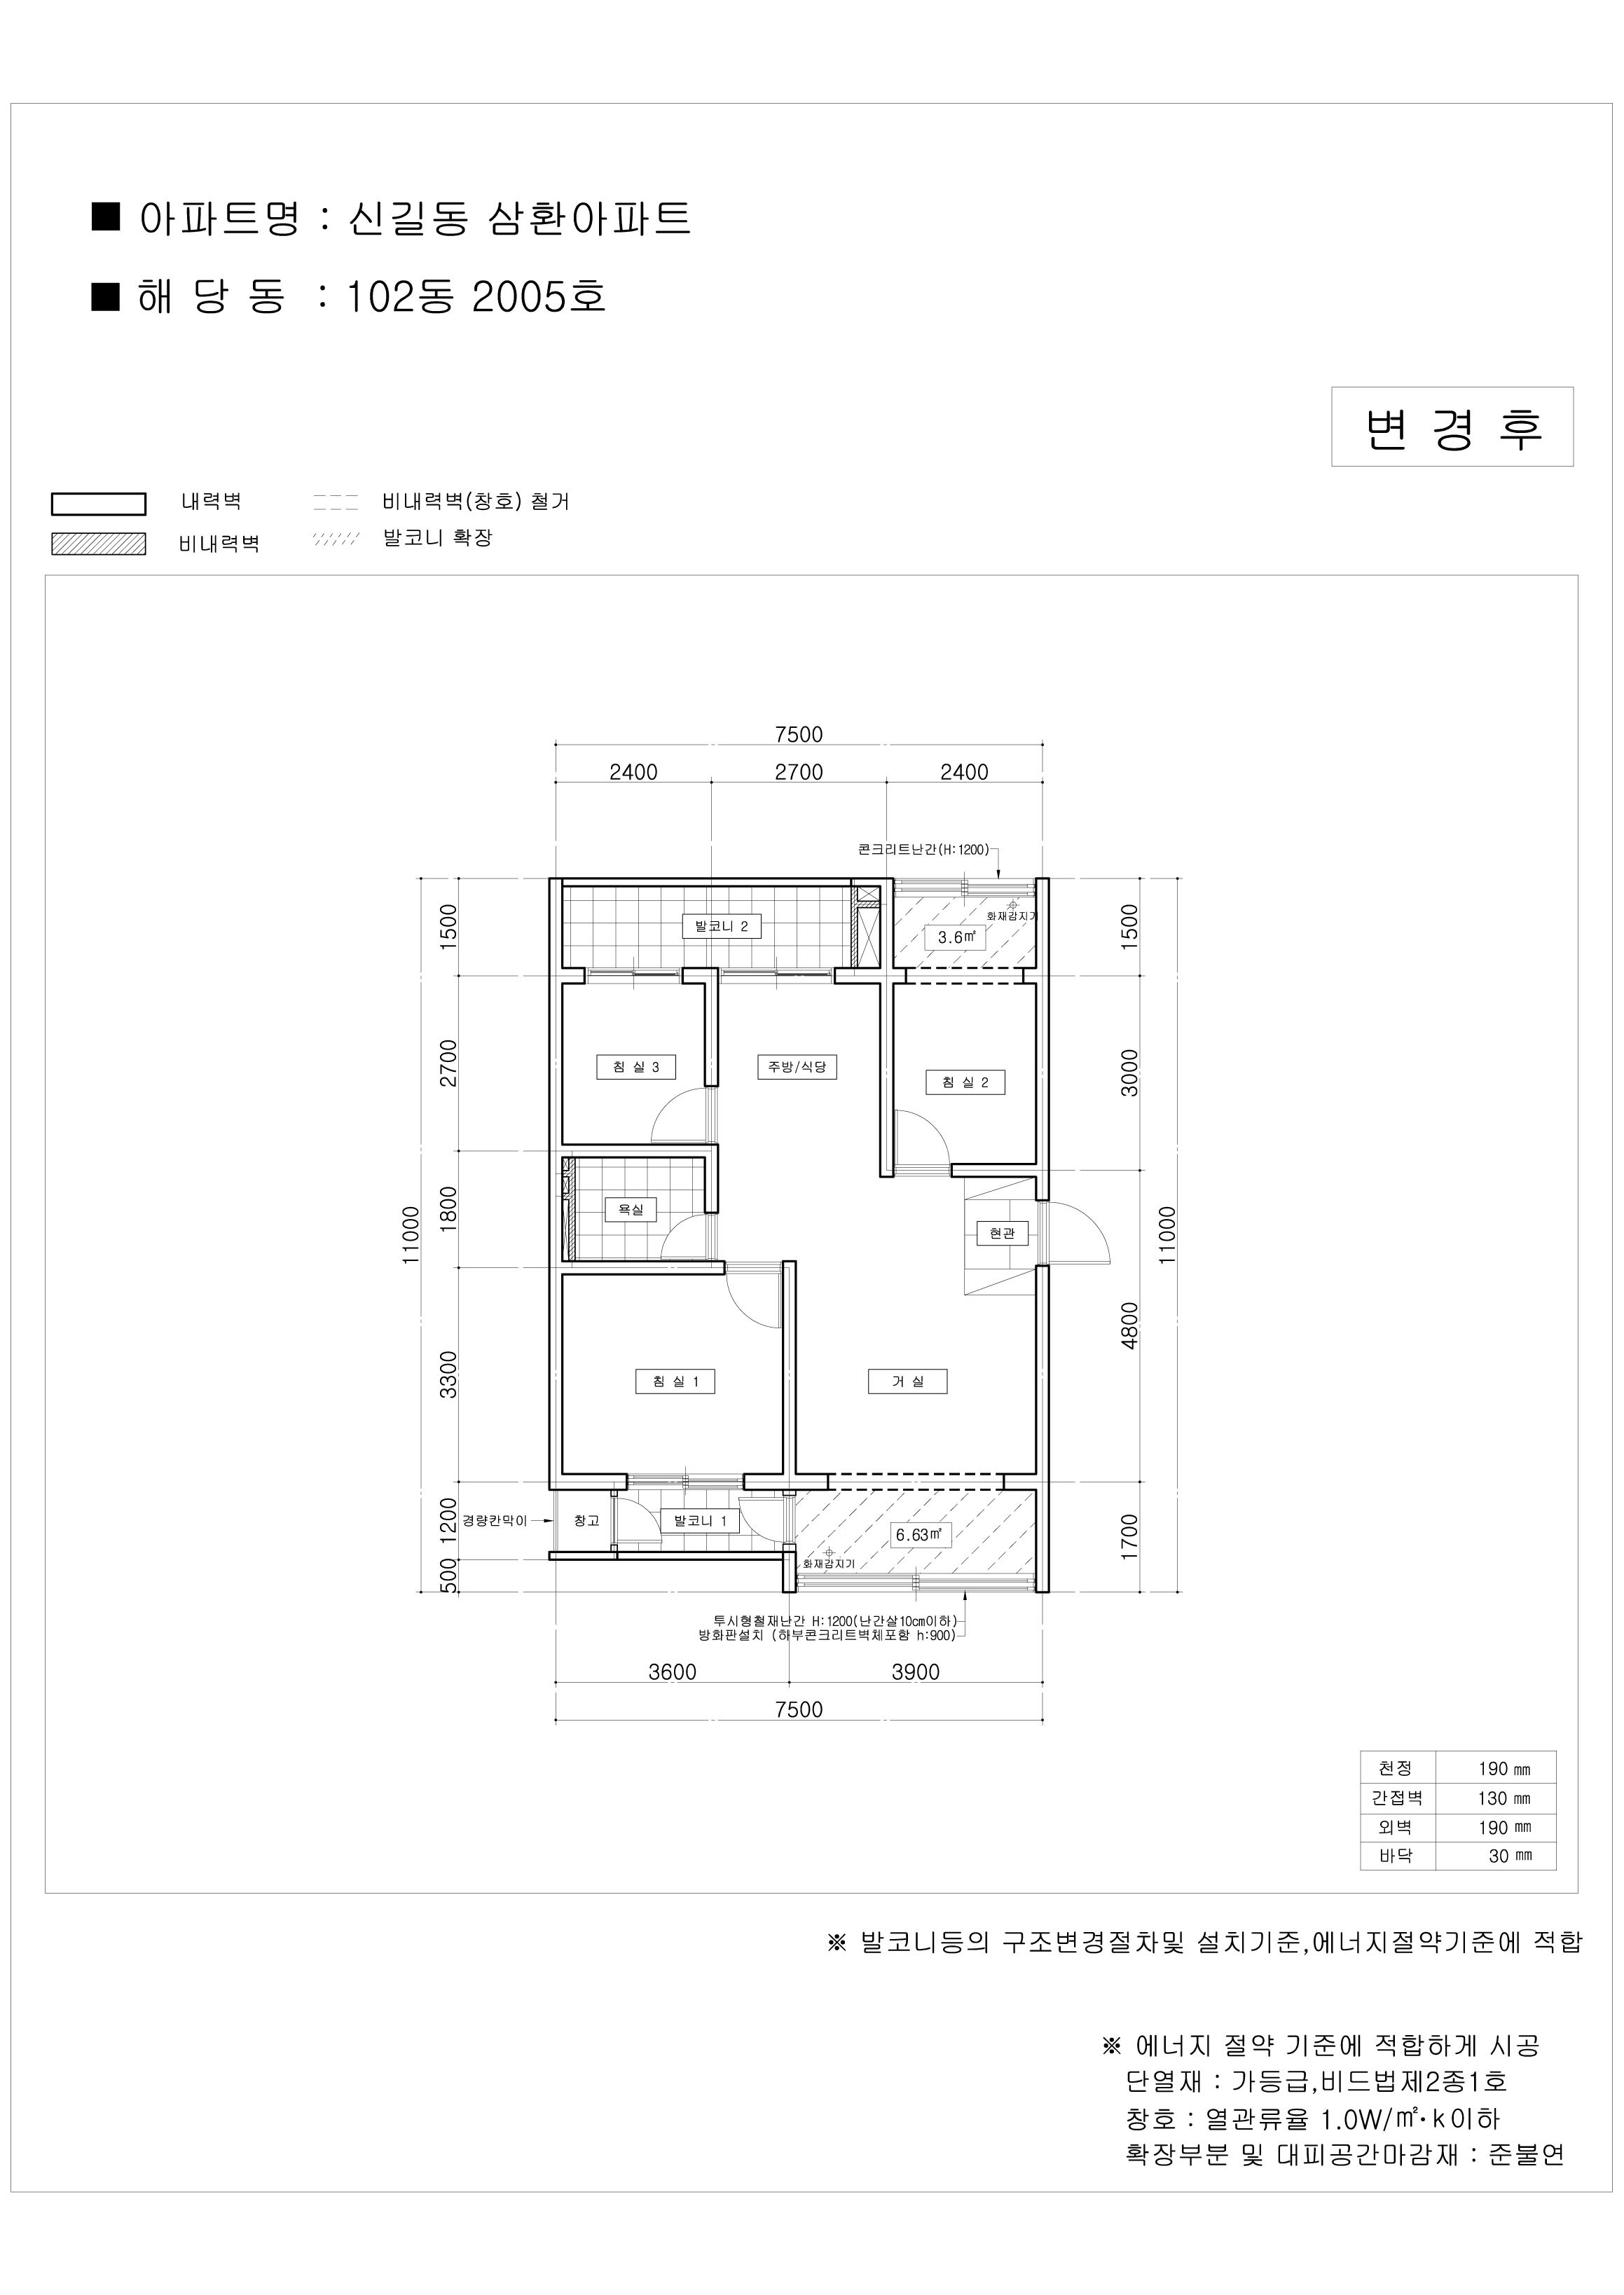 ■ 아파트명 : 신길동 삼환아파트
■ 해 당 동 : 102동 2005호
변 경 후
내력벽
비내력벽(창호) 철거
비내력벽
발코니 확장
7500
2400 2700 2400
콘크리트난간(H:1200)
1500 1500
발코니 2
화재감지기
3.6㎡
2700 3000
침 실 3
주방/식당
침 실 2
1800
욕실
현관
11000 11000
4800
3300
침 실 1
거 실
1200 1700
경량칸막이
창고
발코니 1
6.63㎡
화재감지기
500
투시형철재난간 H:1200(난간살10cm이하)
방화판설치 (하부콘크리트벽체포함 h:900)
3600 3900
7500
천정 190 ㎜
간접벽 130 ㎜
외벽 190 ㎜
바닥 30 ㎜
※ 발코니등의 구조변경절차및 설치기준,에너지절약기준에 적합
※ 에너지 절약 기준에 적합하게 시공
단열재 : 가등급,비드법제2종1호
창호 : 열관류율 1.0W/㎡·k이하
확장부분 및 대피공간마감재 : 준불연